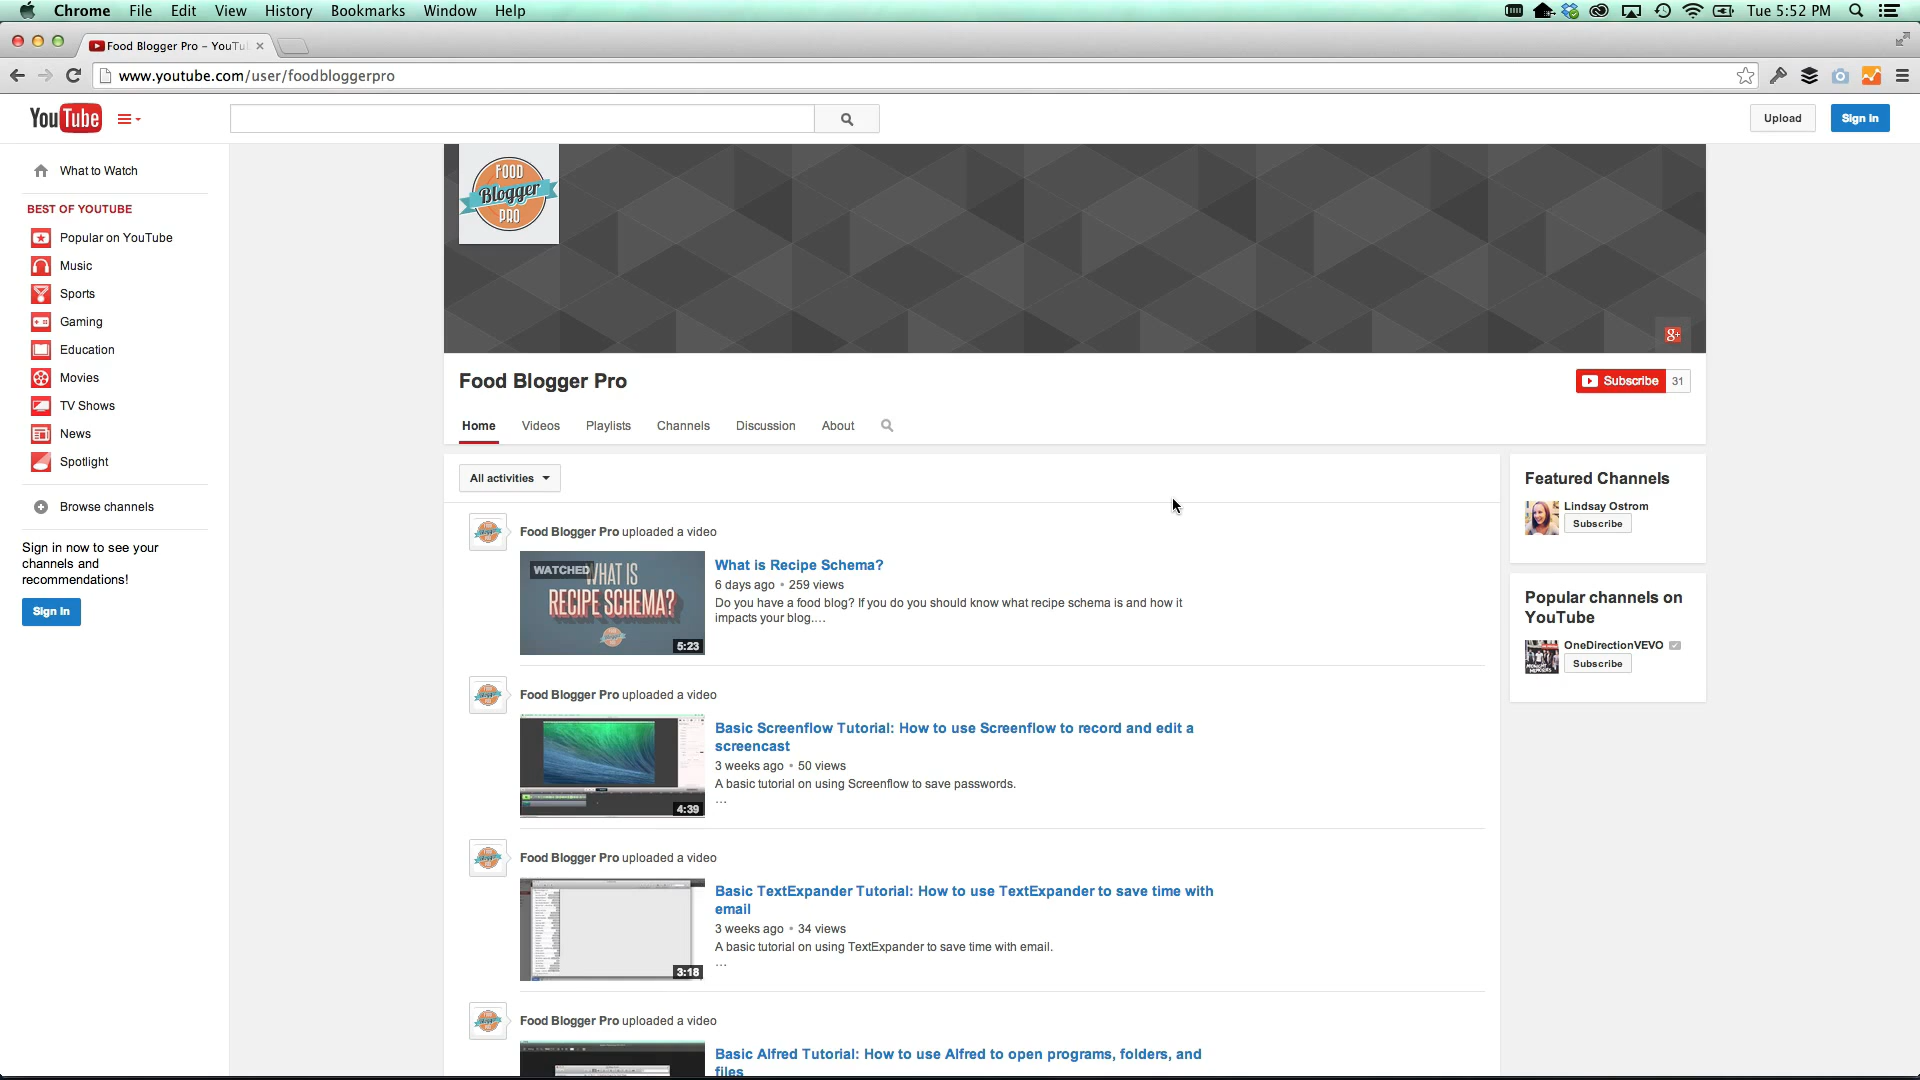 Chrome File Edit View History Bookmarks Window Help Tue 5:52 PM
Food Blogger Pro - YouTu
www.youtube.com/user/foodbloggerpro
YouTube Upload Sign In
What to Watch
BEST OF YOUTUBE
Popular on YouTube
Music
Sports
Gaming
Education
Movies
TV Shows
News
Spotlight
Browse channels
Sign in now to see your
channels and
recommendations!
Sign In
FOOD
Blogger
PRO
g+
Food Blogger Pro
Subscribe 31
Home Videos Playlists Channels Discussion About
All activities
Food Blogger Pro uploaded a video
WATCHED
WHAT IS
RECIPE SCHEMA?
5:23
What is Recipe Schema?
6 days ago • 259 views
Do you have a food blog? If you do you should know what recipe schema is and how it
impacts your blog....
Food Blogger Pro uploaded a video
4:39
Basic Screenflow Tutorial: How to use Screenflow to record and edit a
screencast
3 weeks ago • 50 views
A basic tutorial on using Screenflow to save passwords.
...
Food Blogger Pro uploaded a video
3:18
Basic TextExpander Tutorial: How to use TextExpander to save time with
email
3 weeks ago • 34 views
A basic tutorial on using TextExpander to save time with email.
...
Food Blogger Pro uploaded a video
Basic Alfred Tutorial: How to use Alfred to open programs, folders, and
files
Featured Channels
Lindsay Ostrom
Subscribe
Popular channels on
YouTube
OneDirectionVEVO
Subscribe